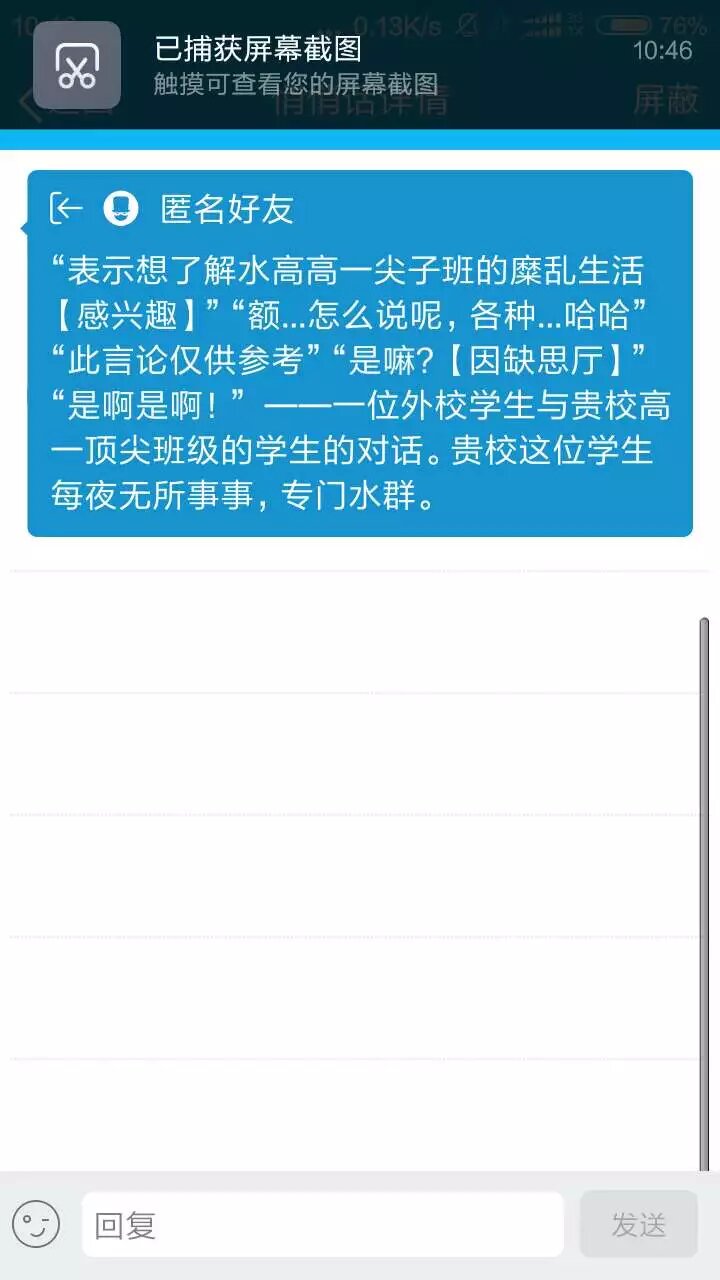 已捕获屏幕截图
10:46
触摸可查看您的屏幕截图
0.13K/s
76%
悄悄话详情
屏蔽
匿名好友
“表示想了解水高高一尖子班的糜乱生活
【感兴趣】” “额...怎么说呢，各种...哈哈”
“此言论仅供参考” “是嘛?【因缺思厅】”
“是啊是啊！” ———一位外校学生与贵校高
一顶尖班级的学生的对话。贵校这位学生
每夜无所事事，专门水群。
回复
发送